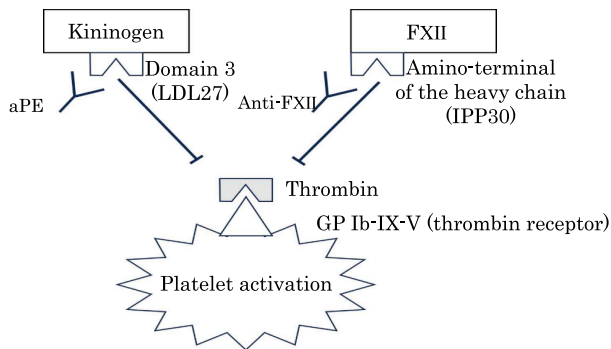 Kininogen
FXII
Domain 3
(LDL27)
aPE
Amino-terminal
of the heavy chain
(IPP30)
Anti-FXII
Thrombin
GP Ib-IX-V (thrombin receptor)
Platelet activation